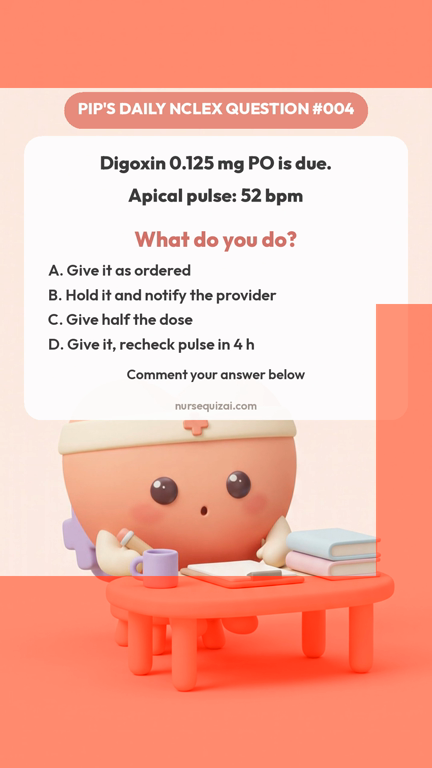 PIP'S DAILY NCLEX QUESTION #004
Digoxin 0.125 mg PO is due.
Apical pulse: 52 bpm
What do you do?
A. Give it as ordered
B. Hold it and notify the provider
C. Give half the dose
D. Give it, recheck pulse in 4 h
Comment your answer below
nursequizai.com